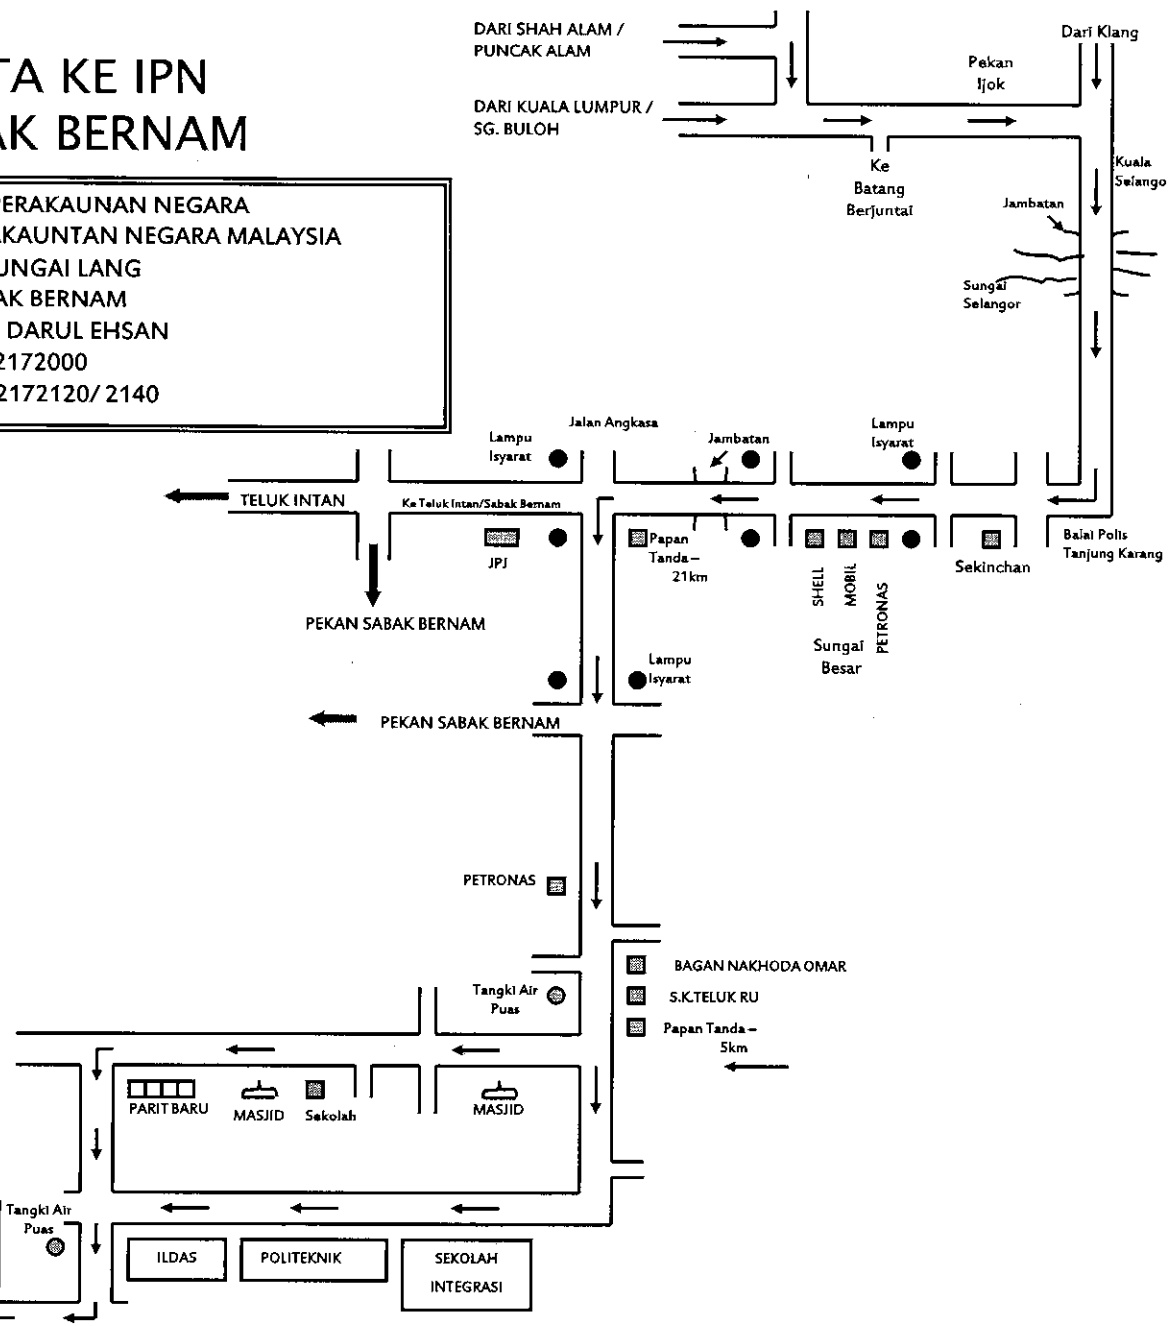 TA KE IPN
AK BERNAM
PERAKAUNAN NEGARA
AKAUNTAN NEGARA MALAYSIA
UNGAI LANG
AK BERNAM
DARUL EHSAN
2172000
2172120/ 2140
DARI SHAH ALAM /
PUNCAK ALAM
DARI KUALA LUMPUR /
SG. BULOH
Dari Klang
Pekan
Ijok
Ke
Batang
Berjuntai
Kuala
Selango
Jambatan
Sungai
Selangor
Jalan Angkasa
Lampu
Isyarat
Jambatan
Lampu
Isyarat
TELUK INTAN
Ke Teluk Intan/Sabak Bernam
JPJ
Papan
Tanda –
21km
SHELL
MOBIL
PETRONAS
Sungai
Besar
Sekinchan
Balai Polis
Tanjung Karang
PEKAN SABAK BERNAM
Lampu
Isyarat
PEKAN SABAK BERNAM
PETRONAS
Tangki Air
Puas
BAGAN NAKHODA OMAR
S.K.TELUK RU
Papan Tanda –
5km
PARIT BARU
MASJID
Sekolah
MASJID
Tangki Air
Puas
ILDAS
POLITEKNIK
SEKOLAH
INTEGRASI